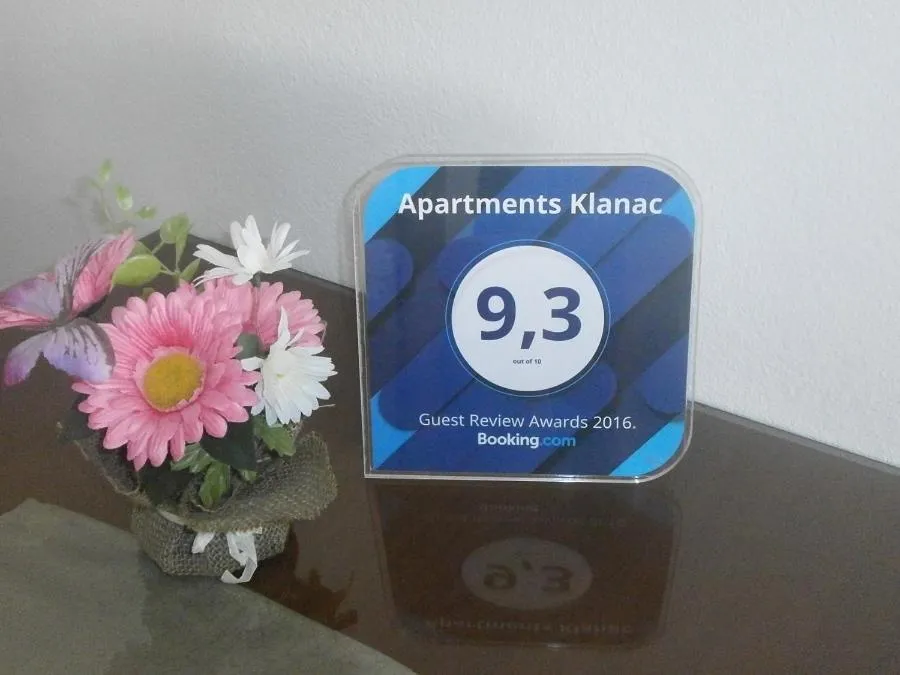 Apartments Klanac
9,3
out of 10
Guest Review Awards 2016.
Booking.com